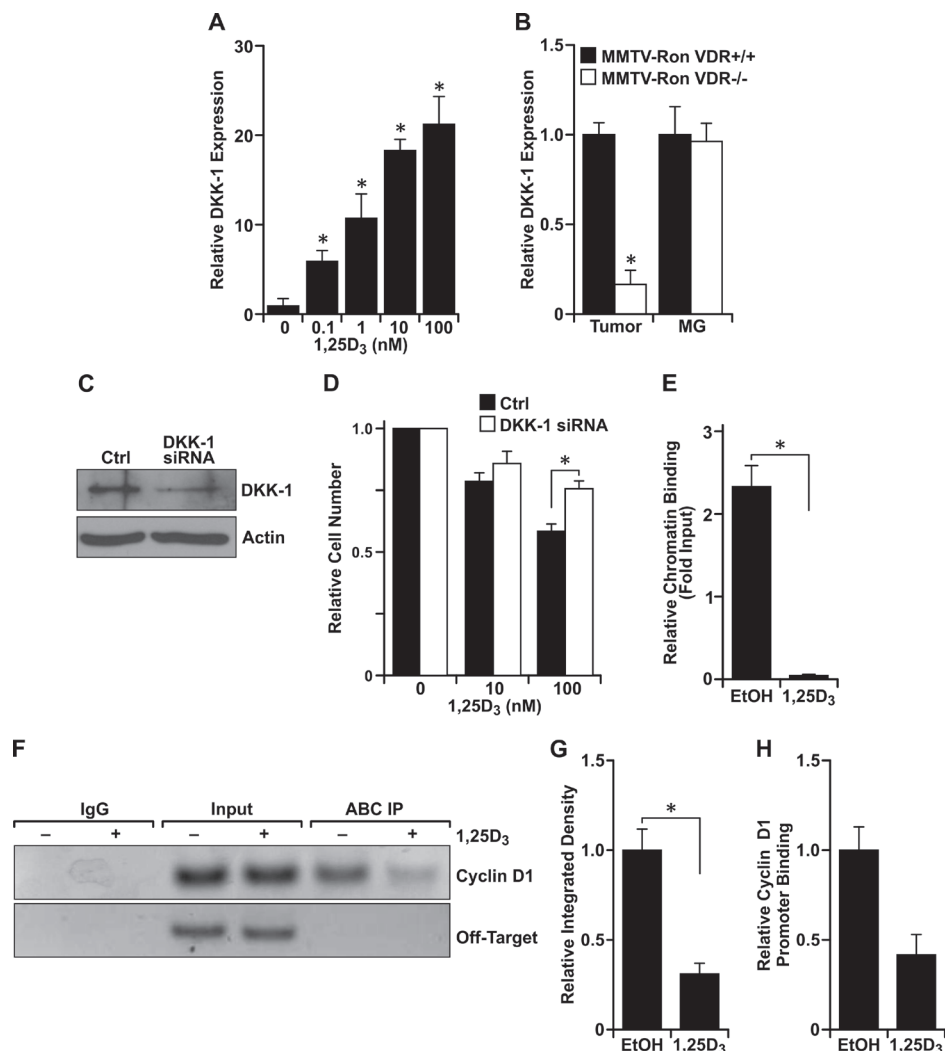 A
Relative DKK-1 Expression
30
20
10
0
*
*
*
*
0 0.1 1 10 100
1,25D3 (nM)
B
Relative DKK-1 Expression
1.5
1.0
0.5
0
MMTV-Ron VDR+/+
MMTV-Ron VDR-/-
*
Tumor MG
C
Ctrl DKK-1 siRNA
DKK-1
Actin
D
Ctrl
DKK-1 siRNA
Relative Cell Number
1.0
0.5
0
*
0 10 100
1,25D3 (nM)
E
Relative Chromatin Binding
(Fold Input)
3
2
1
0
*
EtOH 1,25D3
F
IgG Input ABC IP
– + – + – + 1,25D3
Cyclin D1
Off-Target
G
Relative Integrated Density
1.5
1.0
0.5
0
*
EtOH 1,25D3
H
Relative Cyclin D1
Promoter Binding
1.5
1.0
0.5
0
EtOH 1,25D3